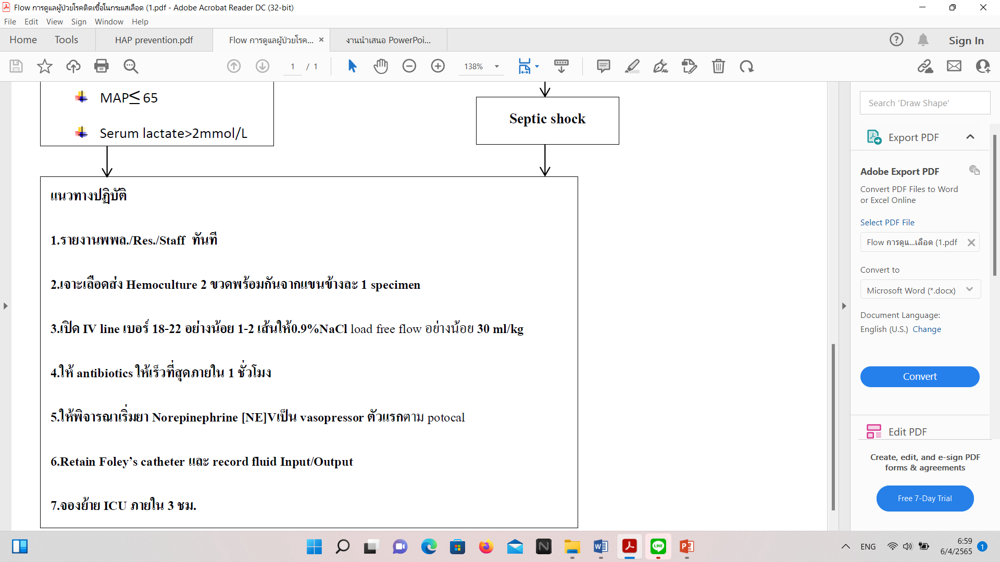 Flow การดูแลผู้ป่วยโรคติดเชื้อในกระแสเลือด (1.pdf - Adobe Acrobat Reader DC (32-bit)
File Edit View Sign Window Help
Home Tools HAP prevention.pdf Flow การดูแลผู้ป่วยโรค... × งานนำเสนอ PowerPoi... Sign In
1 / 1 138%
MAP≤ 65
Serum lactate>2mmol/L
Septic shock
แนวทางปฏิบัติ
1.รายงานพพล./Res./Staff ทันที
2.เจาะเลือดส่ง Hemoculture 2 ขวดพร้อมกันจากแขนข้างละ 1 specimen
3.เปิด IV line เบอร์ 18-22 อย่างน้อย 1-2 เส้นให้0.9%NaCl load free flow อย่างน้อย 30 ml/kg
4.ให้ antibiotics ให้เร็วที่สุดภายใน 1 ชั่วโมง
5.ให้พิจารณาเริ่มยา Norepinephrine [NE]Vเป็น vasopressor ตัวแรกตาม potocal
6.Retain Foley’s catheter และ record fluid Input/Output
7.จองย้าย ICU ภายใน 3 ชม.
Search 'Draw Shape'
Export PDF
Adobe Export PDF
Convert PDF Files to Word
or Excel Online
Select PDF File
Flow การดูแ...เลือด (1.pdf
Convert to
Microsoft Word (*.docx)
Document Language:
English (U.S.) Change
Convert
Edit PDF
Create, edit, and e-sign PDF
forms & agreements
Free 7-Day Trial
LINE
ENG
6:59
6/4/2565
1